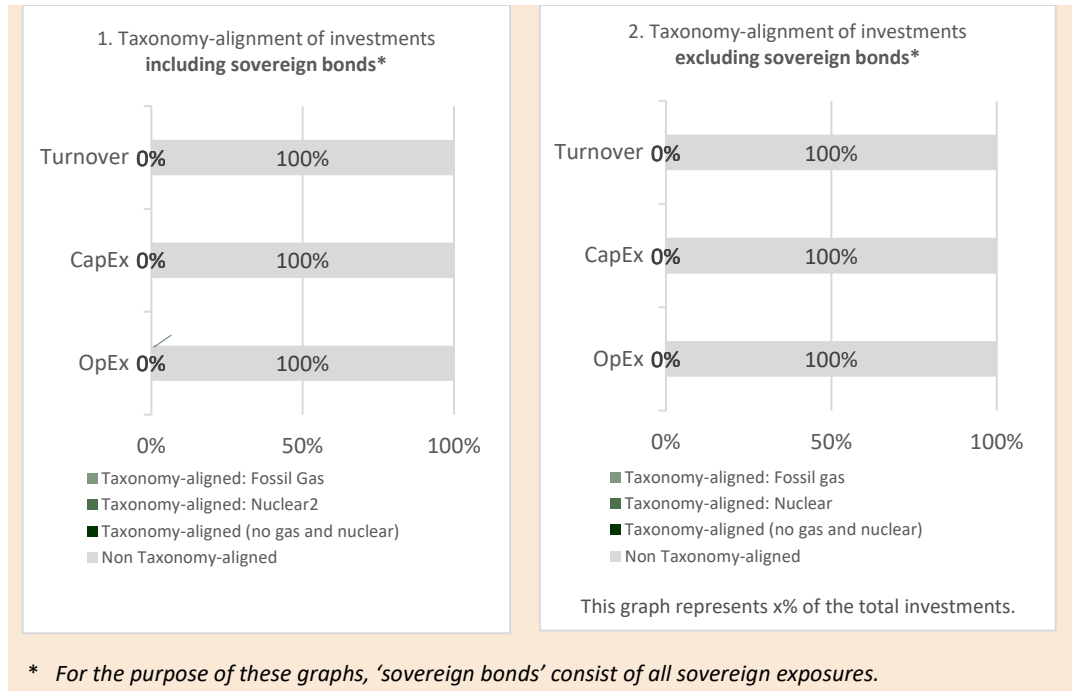 1. Taxonomy-alignment of investments
including sovereign bonds*
Turnover 0% 100%
CapEx 0% 100%
OpEx 0% 100%
0% 50% 100%
Taxonomy-aligned: Fossil Gas
Taxonomy-aligned: Nuclear2
Taxonomy-aligned (no gas and nuclear)
Non Taxonomy-aligned
2. Taxonomy-alignment of investments
excluding sovereign bonds*
Turnover 0% 100%
CapEx 0% 100%
OpEx 0% 100%
0% 50% 100%
Taxonomy-aligned: Fossil gas
Taxonomy-aligned: Nuclear
Taxonomy-aligned (no gas and nuclear)
Non Taxonomy-aligned
This graph represents x% of the total investments.
* For the purpose of these graphs, ‘sovereign bonds’ consist of all sovereign exposures.